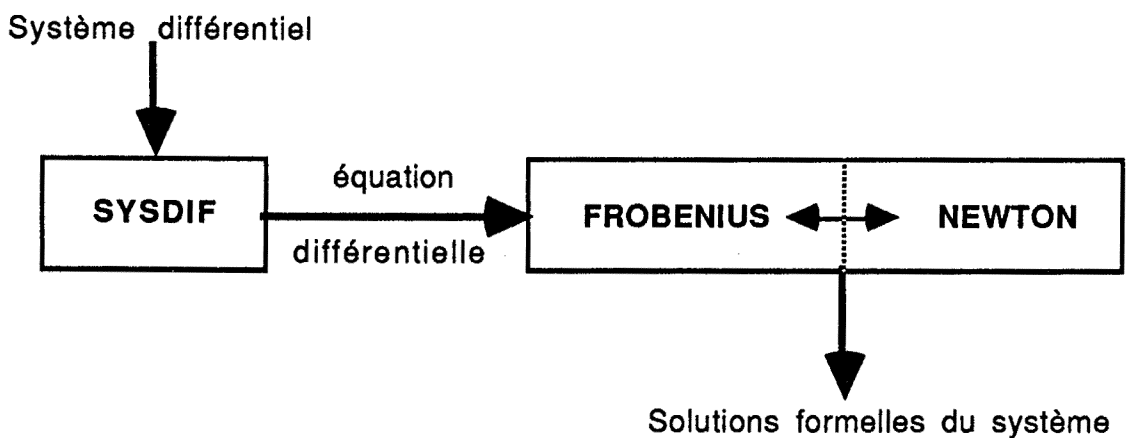 Système différentiel
équation
SYSDIF
FROBENIUS
NEWTON
différentielle
Solutions formelles du système